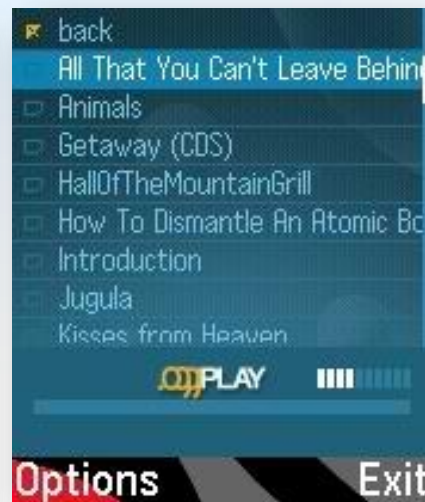 back
All That You Can't Leave Behin
Animals
Getaway (CDS)
HallOfTheMountainGrill
How To Dismantle An Atomic Bo
Introduction
Jugula
Kisses from Heaven
OggPLAY
Options Exit